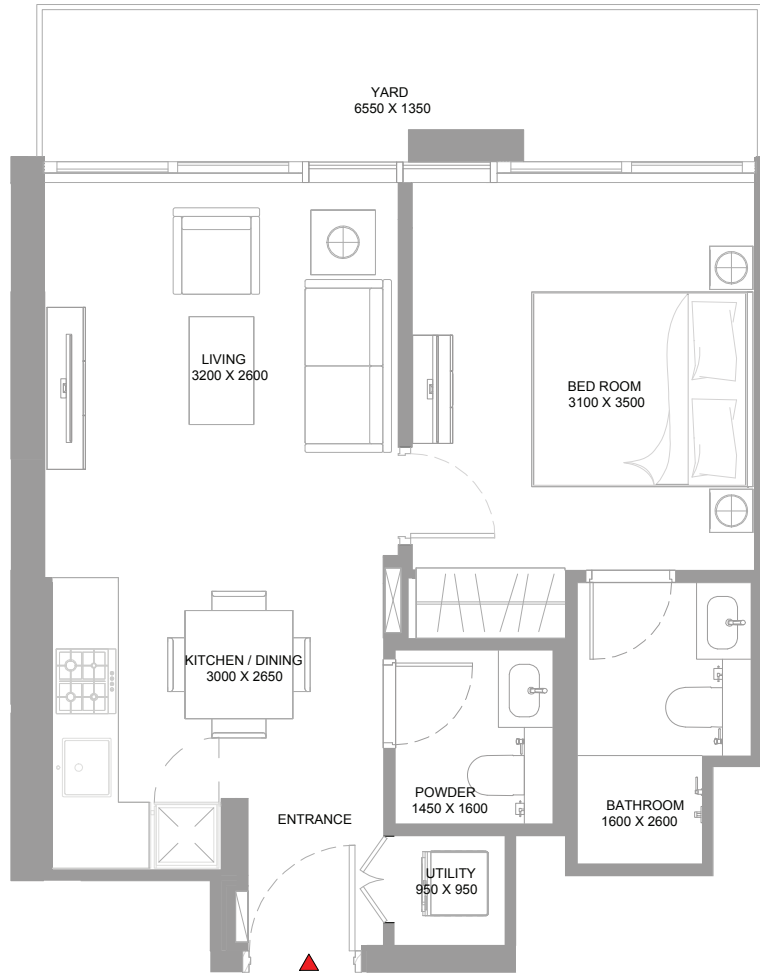 YARD
6550 X 1350
LIVING
3200 X 2600
BED ROOM
3100 X 3500
KITCHEN / DINING
3000 X 2650
POWDER
1450 X 1600
BATHROOM
1600 X 2600
ENTRANCE
UTILITY
950 X 950